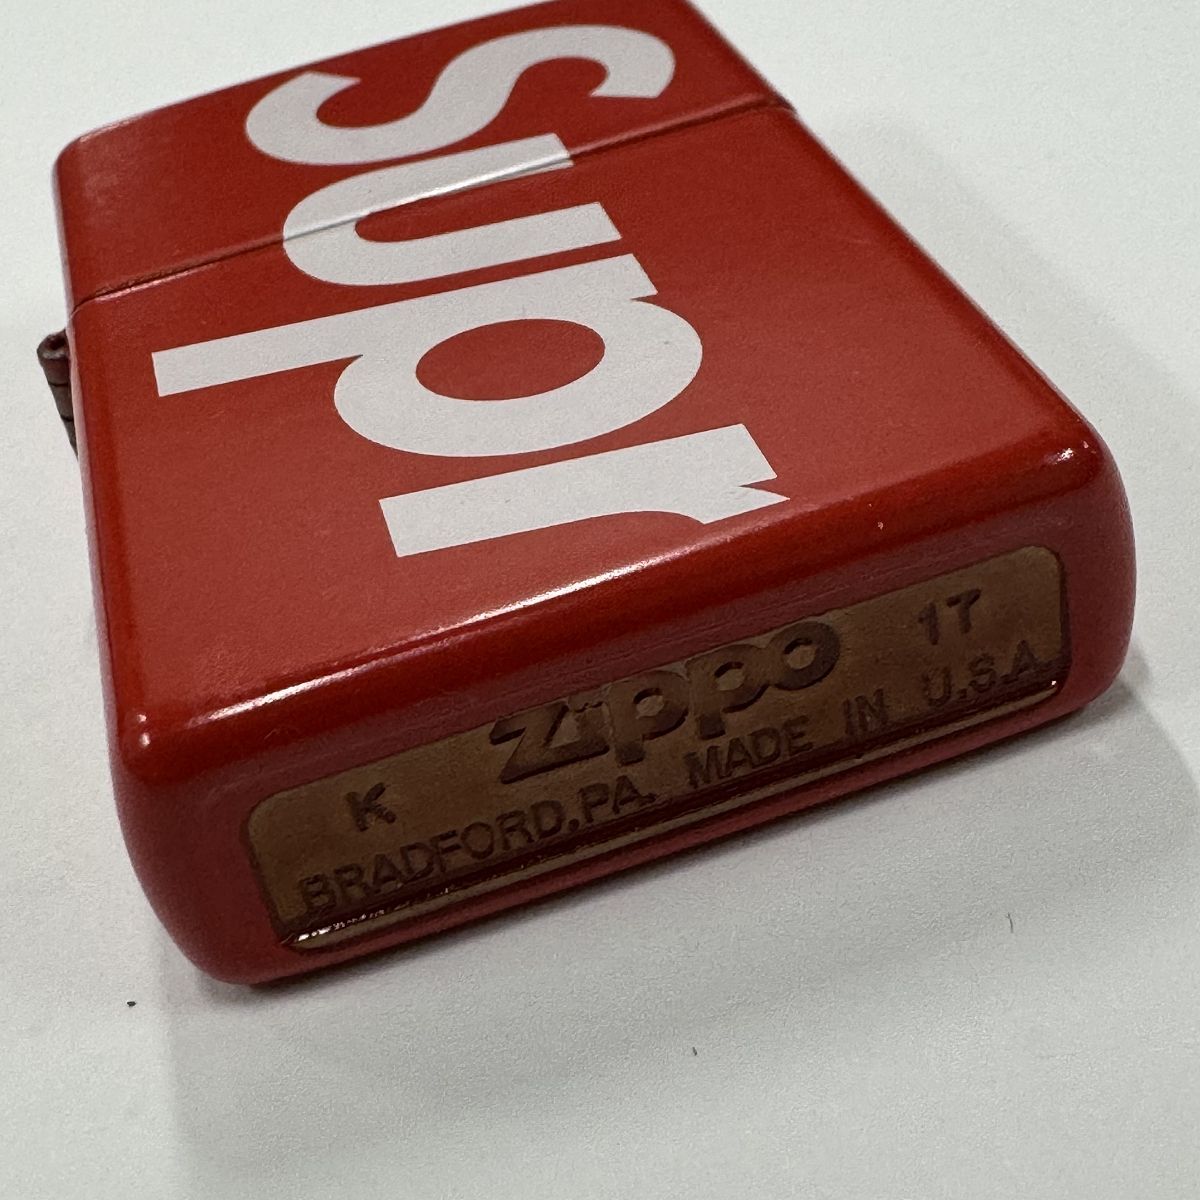 Supr
K Zippo 17
BRADFORD,PA. MADE IN U.S.A.